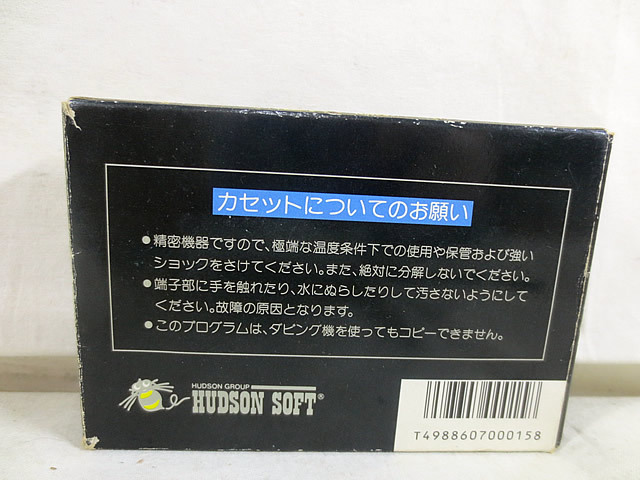 カセットについてのお願い
●精密機器ですので、極端な温度条件下での使用や保管および強い
ショックをさけてください。また、絶対に分解しないでください。
●端子部に手を触れたり、水にぬらしたりして汚さないようにして
ください。故障の原因となります。
●このプログラムは、ダビング機を使ってもコピーできません。
HUDSON GROUP
HUDSON SOFT®
T4988607000158